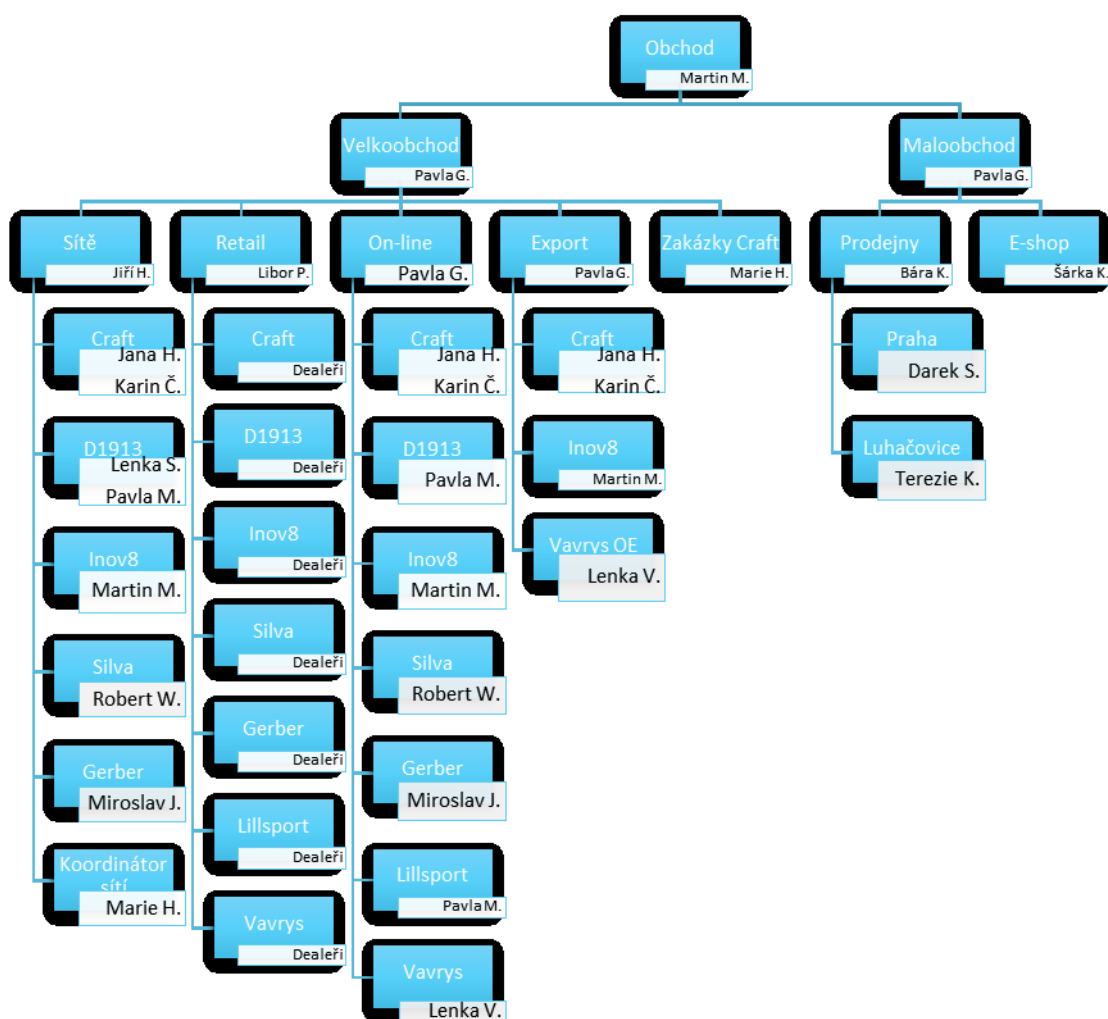 Obchod
Martin M.
Velkoobchod
Pavla G.
Maloobchod
Pavla G.
Sítě
Jiří H.
Retail
Libor P.
On-line
Pavla G.
Export
Pavla G.
Zakázky Craft
Marie H.
Prodejny
Bára K.
E-shop
Šárka K.
Craft
Jana H.
Karin Č.
D1913
Lenka S.
Pavla M.
Inov8
Martin M.
Silva
Robert W.
Gerber
Miroslav J.
Koordinátor
sítí
Marie H.
Craft
Dealeři
D1913
Dealeři
Inov8
Dealeři
Silva
Dealeři
Gerber
Dealeři
Lillsport
Dealeři
Vavrys
Dealeři
Craft
Jana H.
Karin Č.
D1913
Pavla M.
Inov8
Martin M.
Silva
Robert W.
Gerber
Miroslav J.
Lillsport
Pavla M.
Vavrys
Lenka V.
Craft
Jana H.
Karin Č.
Inov8
Martin M.
Vavrys OE
Lenka V.
Praha
Darek S.
Luhačovice
Terezie K.